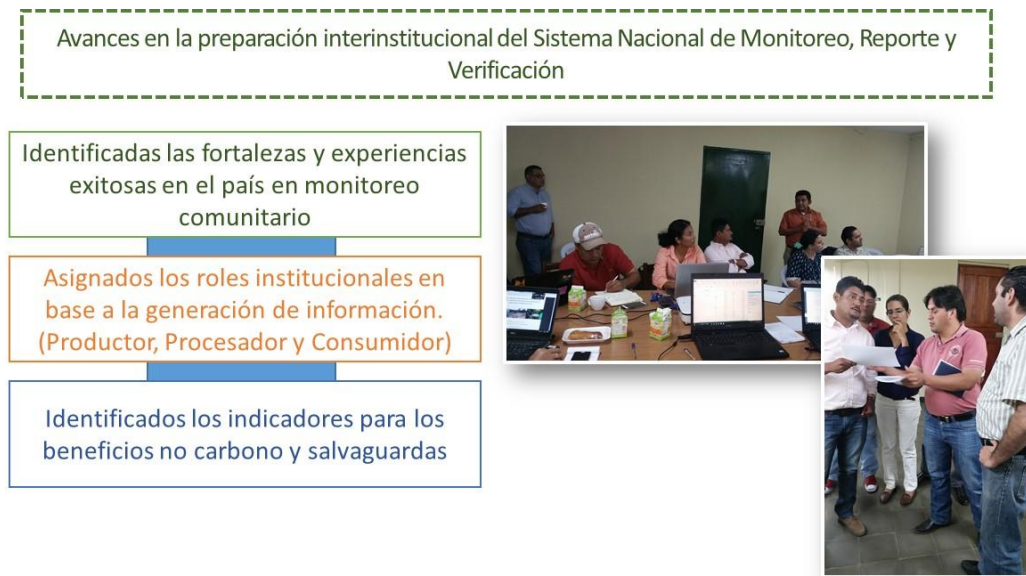 Avances en la preparación interinstitucional del Sistema Nacional de Monitoreo, Reporte y
Verificación
Identificadas las fortalezas y experiencias
exitosas en el país en monitoreo
comunitario
Asignados los roles institucionales en
base a la generación de información.
(Productor, Procesador y Consumidor)
Identificados los indicadores para los
beneficios no carbono y salvaguardas